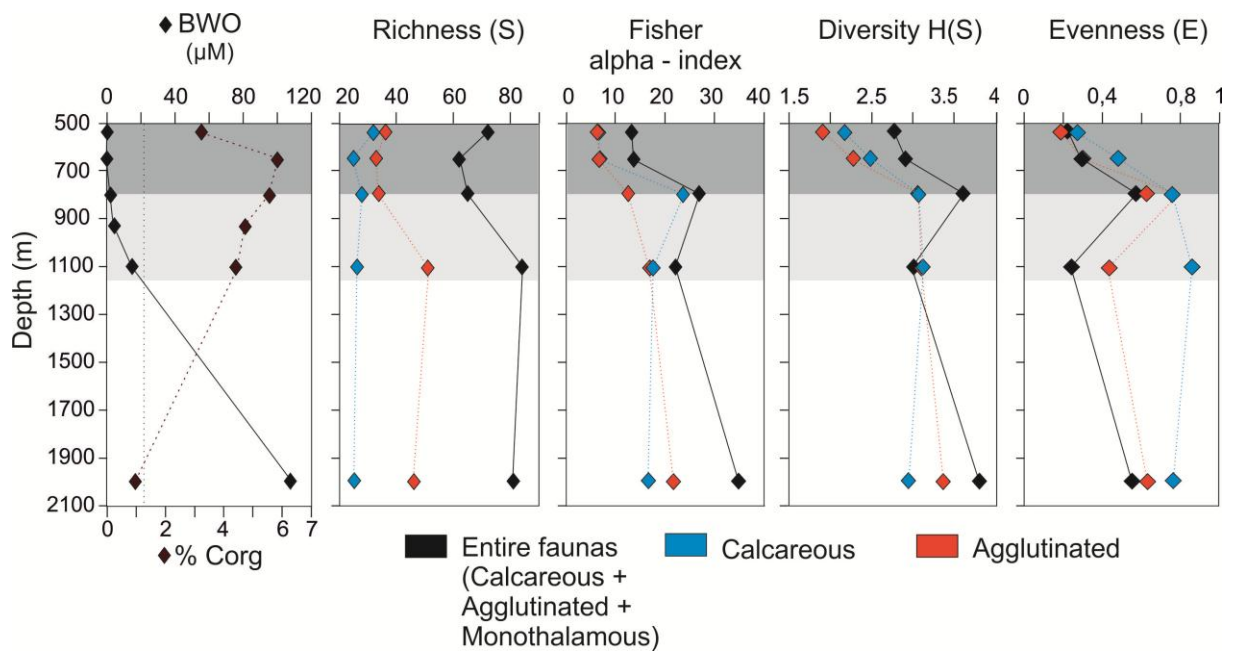 BWO
(µM)
Richness (S)
Fisher
alpha - index
Diversity H(S)
Evenness (E)
0 40 80 120
20 40 60 80
0 10 20 30 40
1.5 2.5 3.5 4
0 0,4 0,8 1
Depth (m)
500
700
900
1100
1300
1500
1700
1900
2100
0 2 4 6 7
% Corg
Entire faunas
(Calcareous +
Agglutinated +
Monothalamous)
Calcareous
Agglutinated